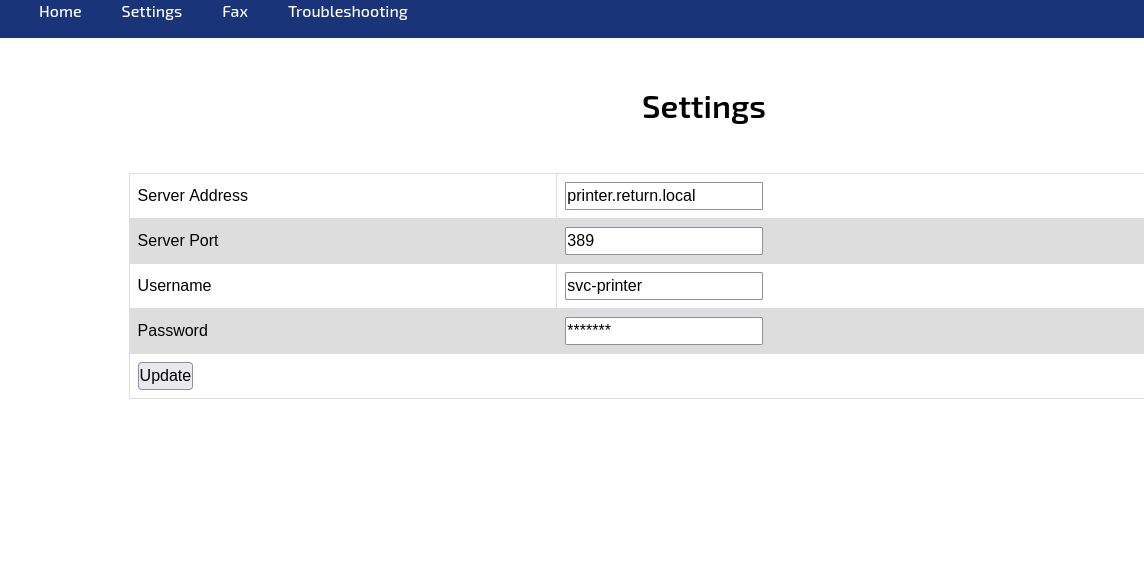 Home Settings Fax Troubleshooting
Settings
Server Address printer.return.local
Server Port 389
Username svc-printer
Password *******
Update